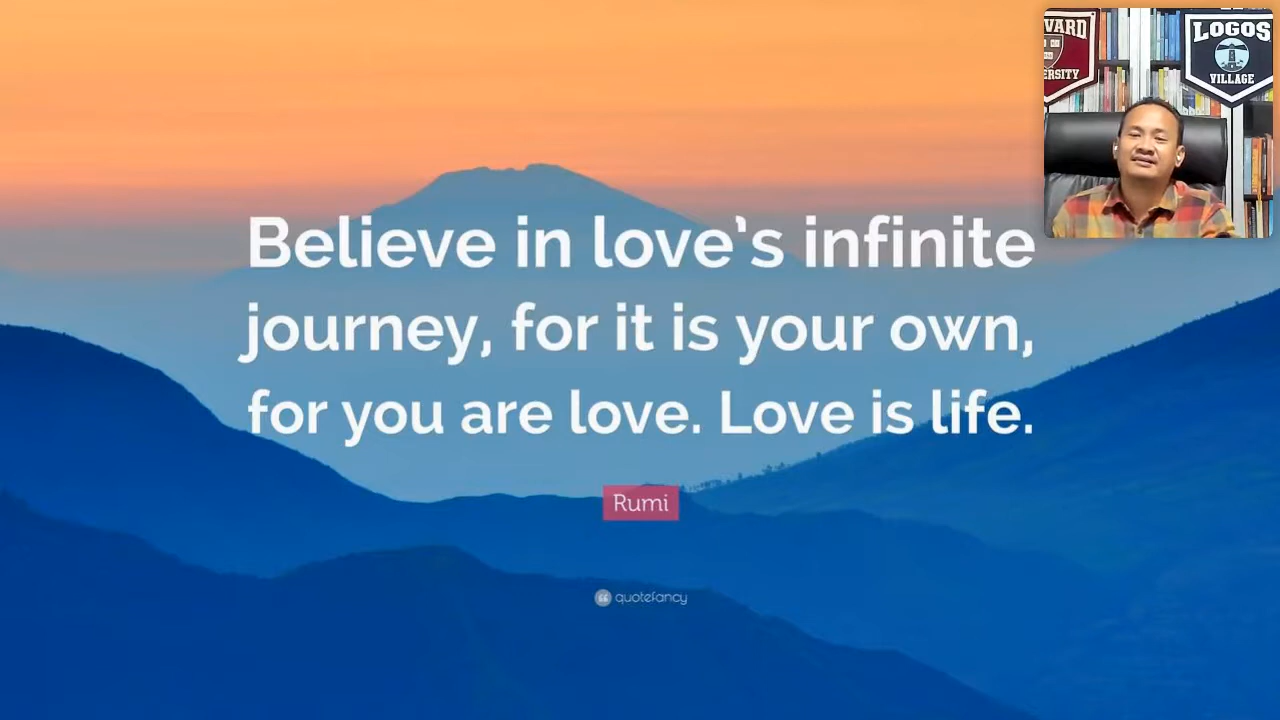 Believe in love’s infinite
journey, for it is your own,
for you are love. Love is life.
Rumi
quotefancy
VARD
ERSITY
LOGOS
VILLAGE